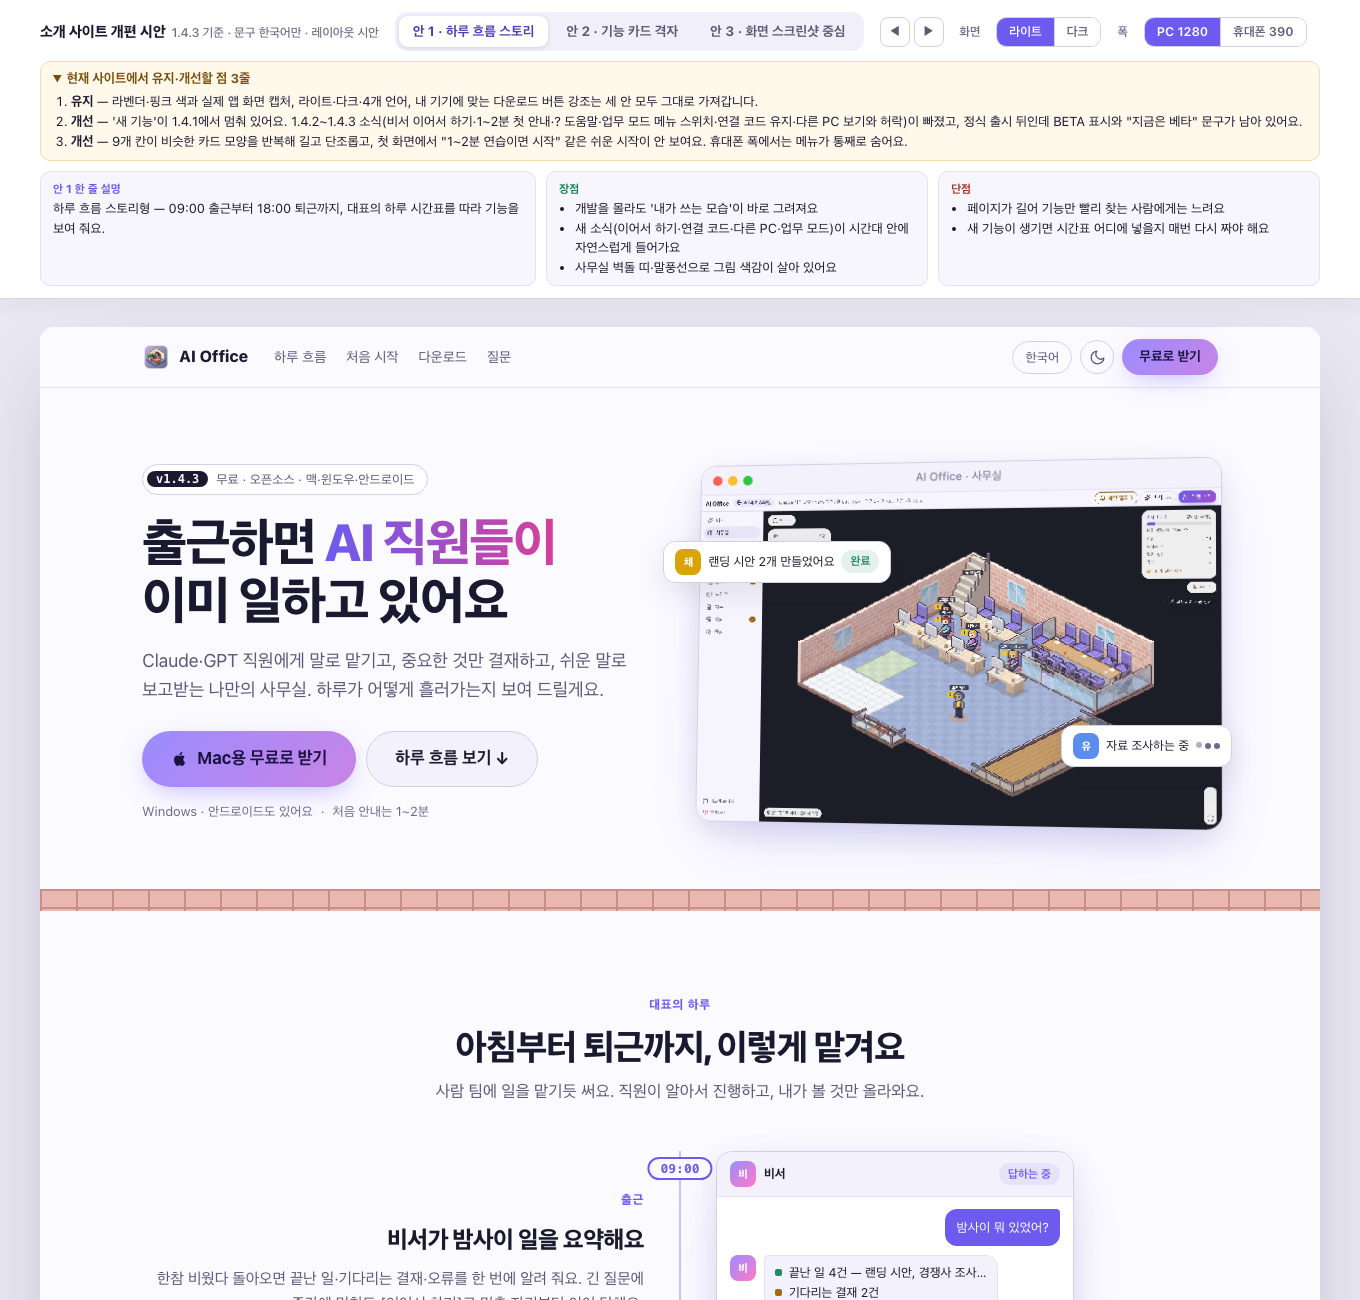 소개 사이트 개편 시안 1.4.3 기준 · 문구 한국어만 · 레이아웃 시안
안 1 · 하루 흐름 스토리
안 2 · 기능 카드 격자
안 3 · 화면 스크린샷 중심
◀ ▶ 화면 라이트 다크 폭 PC 1280 휴대폰 390
▼ 현재 사이트에서 유지·개선할 점 3줄
1. 유지 — 라벤더·핑크 색과 실제 앱 화면 캡처, 라이트·다크·4개 언어, 내 기기에 맞는 다운로드 버튼 강조는 세 안 모두 그대로 가져갑니다.
2. 개선 — '새 기능'이 1.4.1에서 멈춰 있어요. 1.4.2~1.4.3 소식(비서 이어서 하기·1~2분 첫 안내·? 도움말·업무 모드 메뉴 스위치·연결 코드 유지·다른 PC 보기와 허락)이 빠졌고, 정식 출시 뒤인데 BETA 표시와 "지금은 베타" 문구가 남아 있어요.
3. 개선 — 9개 칸이 비슷한 카드 모양을 반복해 길고 단조롭고, 첫 화면에서 "1~2분 연습이면 시작" 같은 쉬운 시작이 안 보여요. 휴대폰 폭에서는 메뉴가 통째로 숨어요.
안 1 한 줄 설명
하루 흐름 스토리형 — 09:00 출근부터 18:00 퇴근까지, 대표의 하루 시간표를 따라 기능을
보여 줘요.
장점
• 개발을 몰라도 '내가 쓰는 모습'이 바로 그려져요
• 새 소식(이어서 하기·연결 코드·다른 PC·업무 모드)이 시간대 안에
자연스럽게 들어가요
• 사무실 벽돌 띠·말풍선으로 그림 색감이 살아 있어요
단점
• 페이지가 길어 기능만 빨리 찾는 사람에게는 느려요
• 새 기능이 생기면 시간표 어디에 넣을지 매번 다시 짜야 해요
AI Office 하루 흐름 처음 시작 다운로드 질문
한국어 무료로 받기
v1.4.3 무료 · 오픈소스 · 맥·윈도우·안드로이드
출근하면 AI 직원들이
이미 일하고 있어요
Claude·GPT 직원에게 말로 맡기고, 중요한 것만 결재하고, 쉬운 말로
보고받는 나만의 사무실. 하루가 어떻게 흘러가는지 보여 드릴게요.
Mac용 무료로 받기
하루 흐름 보기 ↓
Windows · 안드로이드도 있어요 · 처음 안내는 1~2분
AI Office · 사무실
AI Office
채 랜딩 시안 2개 만들었어요 완료
유 자료 조사하는 중
대표의 하루
아침부터 퇴근까지, 이렇게 맡겨요
사람 팀에 일을 맡기듯 써요. 직원이 알아서 진행하고, 내가 볼 것만 올라와요.
09:00
출근
비서가 밤사이 일을 요약해요
한참 비웠다 돌아오면 끝난 일·기다리는 결재·오류를 한 번에 알려 줘요. 긴 질문에
비 비서 답하는 중
밤사이 뭐 있었어?
비
끝난 일 4건 — 랜딩 시안, 경쟁사 조사...
기다리는 결재 2건